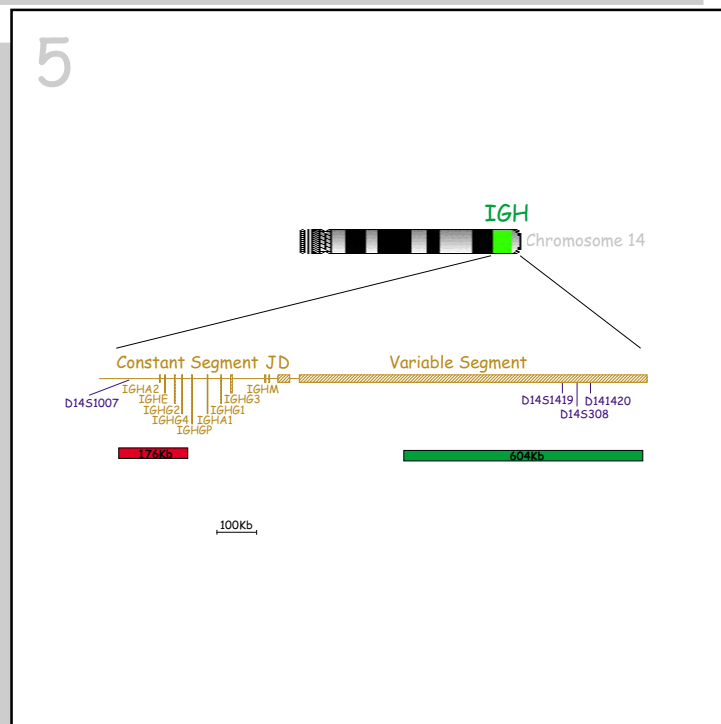 5
IGH
Chromosome 14
Constant Segment JD Variable Segment
IGHA2 IGHM
D14S1007 IGHE IGHG3 D14S1419 D141420
IGHG2 IGHG1
D14S308
IGHG4 IGHA1
IGHGP
176Kb 604Kb
100Kb